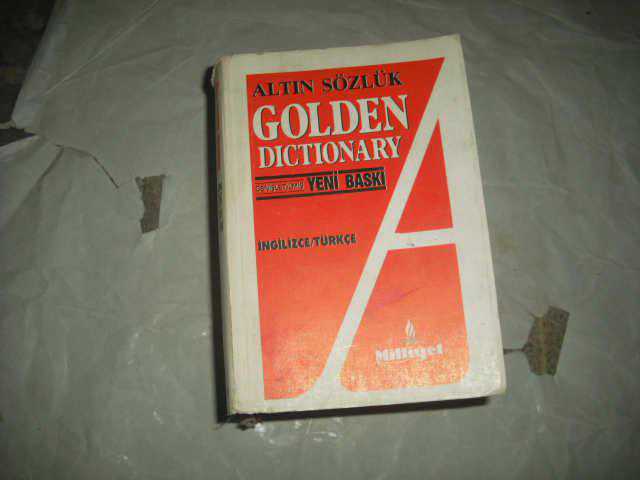 ALTIN SÖZLÜK
GOLDEN
DICTIONARY
YENİ BASKI
İNGİLİZCE/TÜRKÇE
Milliyet